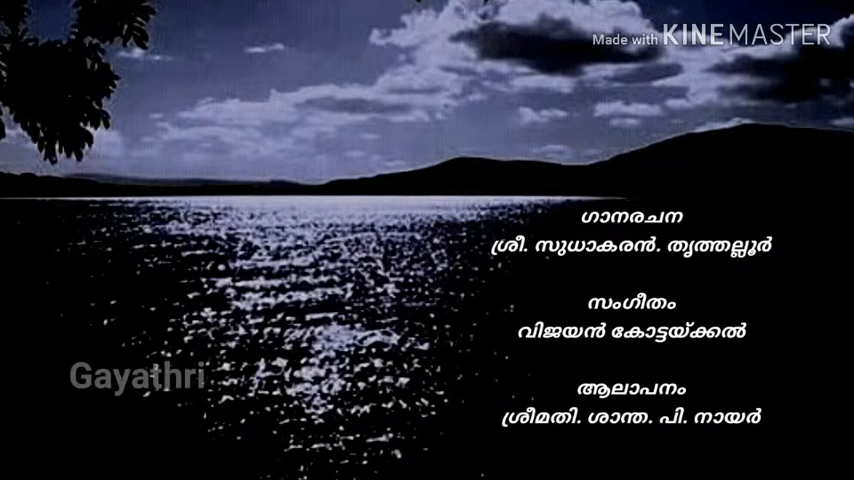 Made with KINEMASTER
ഗാനരചന
ശ്രീ. സുധാകരൻ. തൃത്തല്ലൂർ
സംഗീതം
വിജയൻ കോട്ടയ്ക്കൽ
Gayathri
ആലാപനം
ശ്രീമതി. ശാന്ത. പി. നായർ